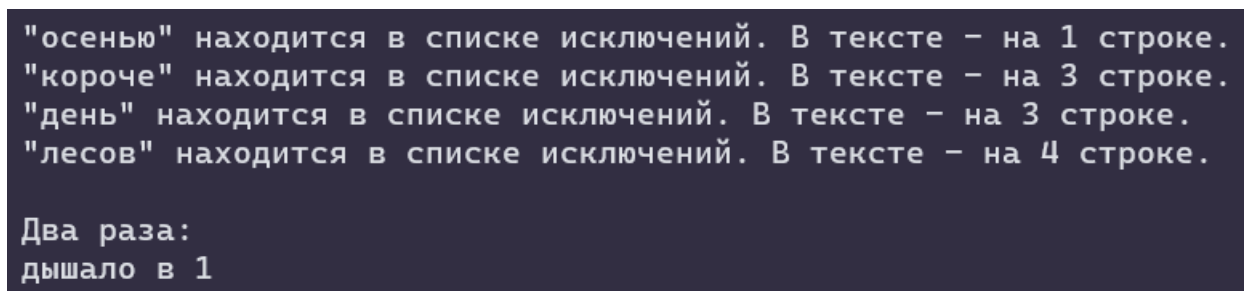 "осенью" находится в списке исключений. В тексте – на 1 строке.
"короче" находится в списке исключений. В тексте – на 3 строке.
"день" находится в списке исключений. В тексте – на 3 строке.
"лесов" находится в списке исключений. В тексте – на 4 строке.
Два раза:
дышало в 1